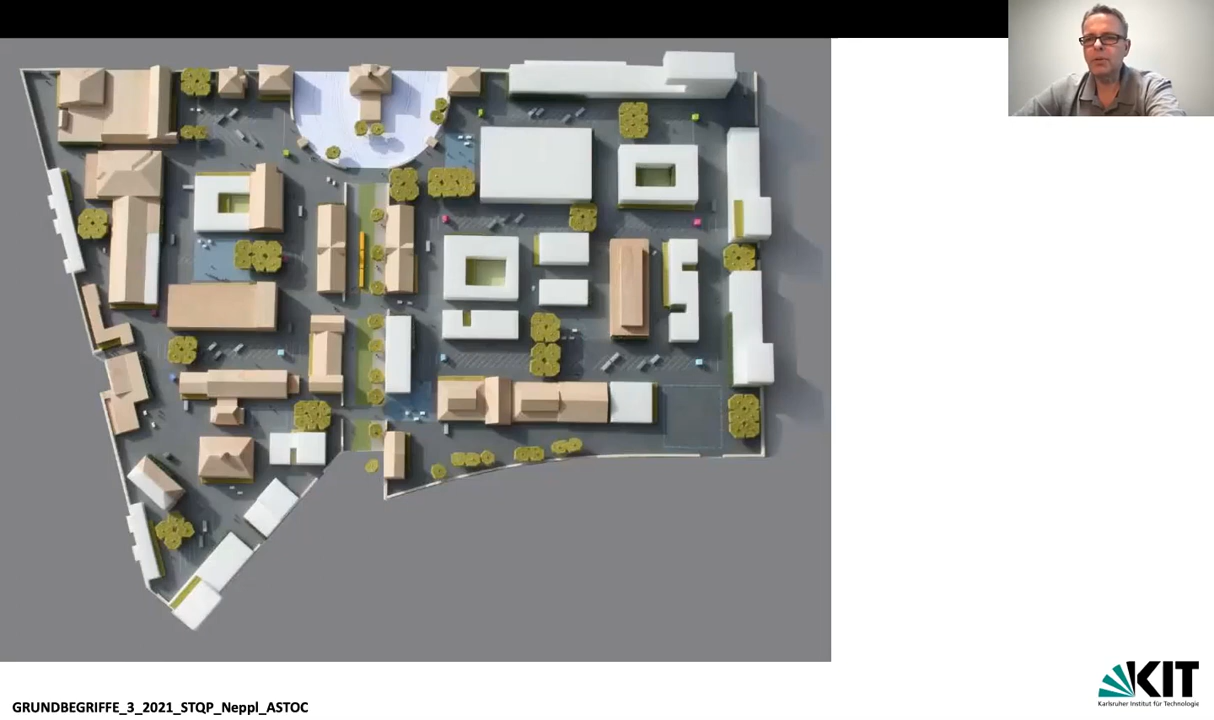 KIT
Karlsruher Institut für Technologie
GRUNDBEGRIFFE_3_2021_STQP_Neppl_ASTOC